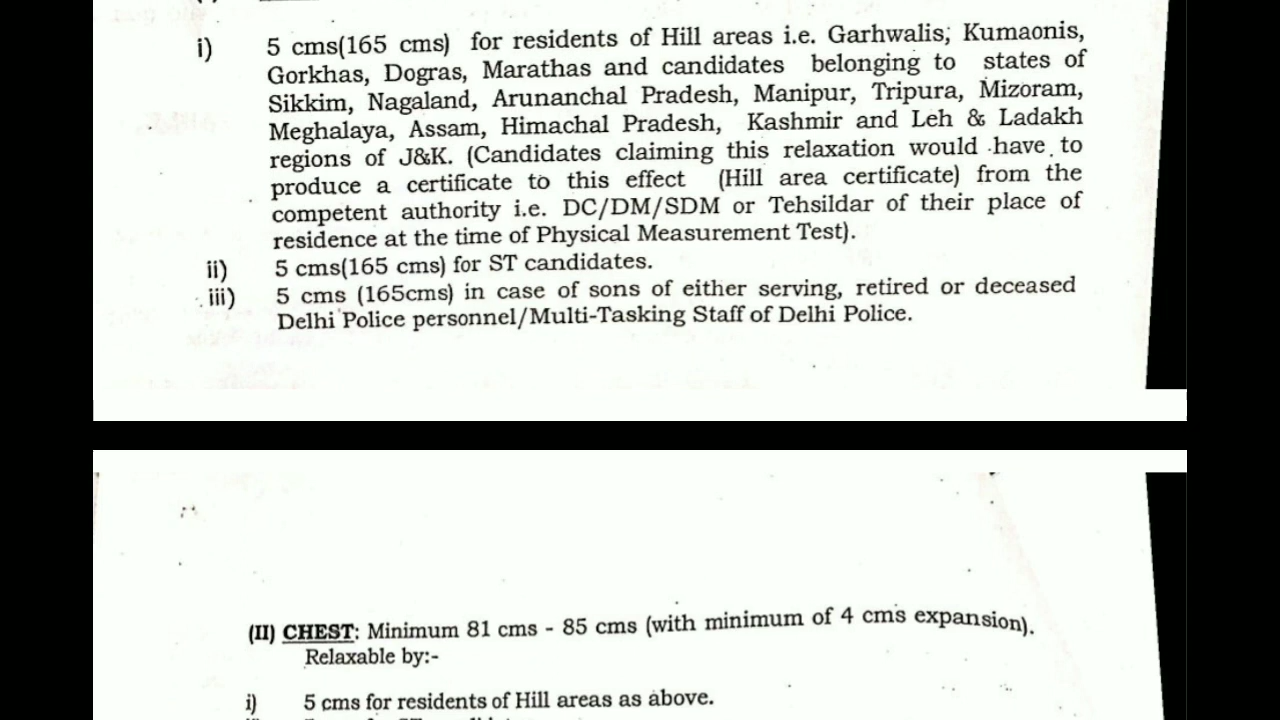 i) 5 cms(165 cms) for residents of Hill areas i.e. Garhwalis, Kumaonis,
Gorkhas, Dogras, Marathas and candidates belonging to states of
Sikkim, Nagaland, Arunanchal Pradesh, Manipur, Tripura, Mizoram,
Meghalaya, Assam, Himachal Pradesh, Kashmir and Leh & Ladakh
regions of J&K. (Candidates claiming this relaxation would have to
produce a certificate to this effect (Hill area certificate) from the
competent authority i.e. DC/DM/SDM or Tehsildar of their place of
residence at the time of Physical Measurement Test).
ii) 5 cms(165 cms) for ST candidates.
iii) 5 cms (165cms) in case of sons of either serving, retired or deceased
Delhi Police personnel/Multi-Tasking Staff of Delhi Police.
(II) CHEST: Minimum 81 cms - 85 cms (with minimum of 4 cms expansion).
Relaxable by:-
i) 5 cms for residents of Hill areas as above.